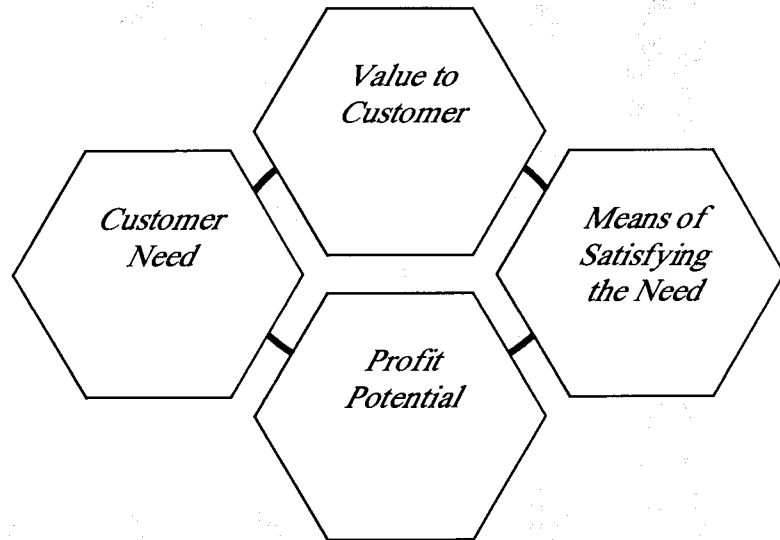 Value to
Customer
Customer
Need
Means of
Satisfying
the Need
Profit
Potential